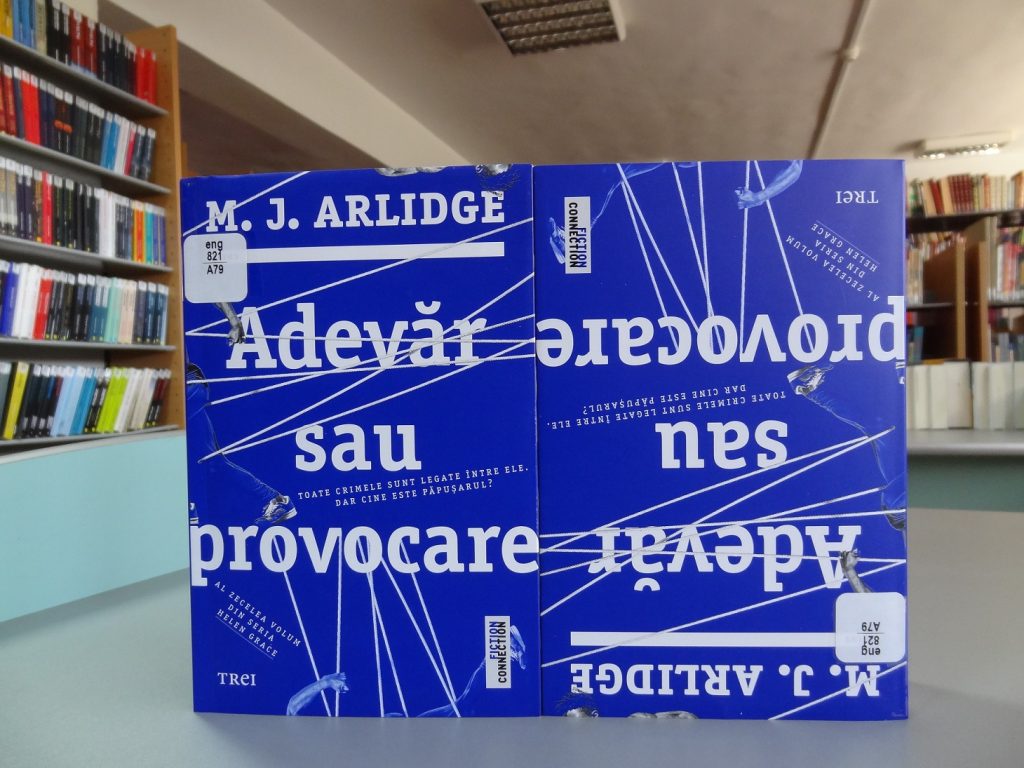 M. J. ARLIDGE
eng
821
A79
Adevăr
sau
TOATE CRIMELE SUNT LEGATE ÎNTRE ELE.
DAR CINE ESTE PĂPUȘARUL?
provocare
AL ZECELEA VOLUM
DIN SERIA
HELEN GRACE
TREI
FICTION
CONNECTION
M. J. ARLIDGE
eng
821
A79
Adevăr
sau
TOATE CRIMELE SUNT LEGATE ÎNTRE ELE.
DAR CINE ESTE PĂPUȘARUL?
provocare
AL ZECELEA VOLUM
DIN SERIA
HELEN GRACE
TREI
FICTION
CONNECTION